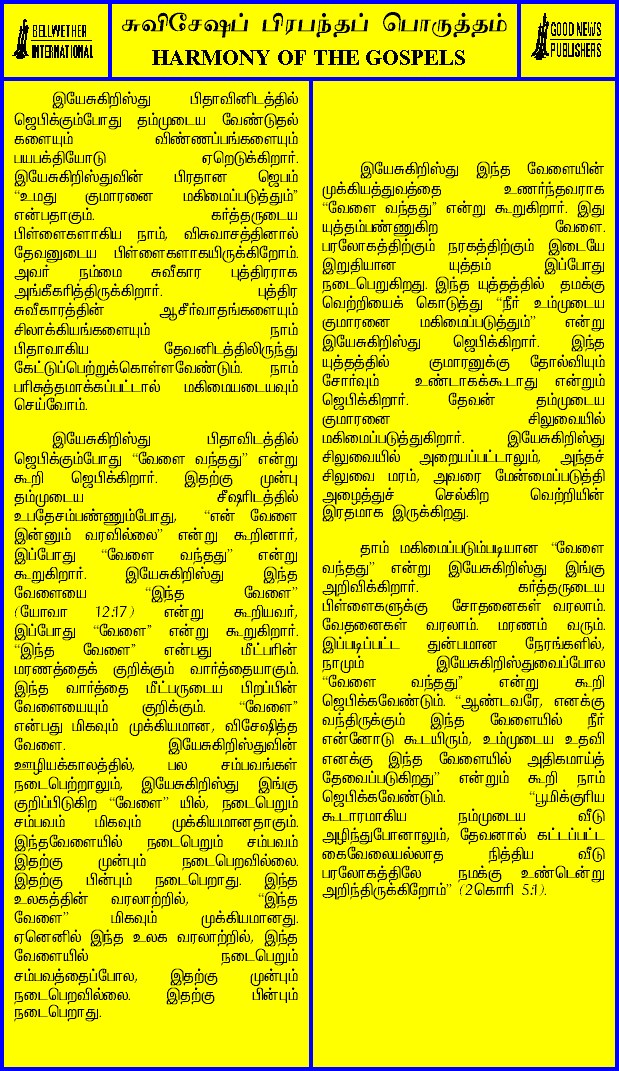 BELLWETHER
INTERNATIONAL
சுவிசேஷப் பிரபந்தப் பொருத்தம்
HARMONY OF THE GOSPELS
GOOD NEWS
PUBLISHERS
இயேசுகிறிஸ்து பிதாவினிடத்தில்
ஜெபிக்கும்போது தம்முடைய வேண்டுதல்
களையும் விண்ணப்பங்களையும்
பயபக்தியோடு ஏறெடுக்கிறார்.
இயேசுகிறிஸ்துவின் பிரதான ஜெபம்
“உமது குமாரனை மகிமைப்படுத்தும்”
என்பதாகும். கர்த்தருடைய
பிள்ளைகளாகிய நாம், விசுவாசத்தினால்
தேவனுடைய பிள்ளைகளாகயிருக்கிறோம்.
அவர் நம்மை சுவீகார புத்திரராக
அங்கீகரித்திருக்கிறார். புத்திர
சுவீகாரத்தின் ஆசீர்வாதங்களையும்
சிலாக்கியங்களையும் நாம்
பிதாவாகிய தேவனிடத்திலிருந்து
கேட்டுப்பெற்றுக்கொள்ளவேண்டும். நாம்
பரிசுத்தமாக்கப்பட்டால் மகிமையடையவும்
செய்வோம்.
இயேசுகிறிஸ்து பிதாவிடத்தில்
ஜெபிக்கும்போது “வேளை வந்தது” என்று
கூறி ஜெபிக்கிறார். இதற்கு முன்பு
தம்முடைய சீஷரிடத்தில்
உபதேசம்பண்ணும்போது, “என் வேளை
இன்னும் வரவில்லை” என்று கூறினார்,
இப்போது “வேளை வந்தது” என்று
கூறுகிறார். இயேசுகிறிஸ்து இந்த
வேளையை “இந்த வேளை”
(யோவா 12:17) என்று கூறியவர்,
இப்போது “வேளை” என்று கூறுகிறார்.
“இந்த வேளை” என்பது மீட்பரின்
மரணத்தைக் குறிக்கும் வார்த்தையாகும்.
இந்த வார்த்தை மீட்பருடைய பிறப்பின்
வேளையையும் குறிக்கும். “வேளை”
என்பது மிகவும் முக்கியமான, விசேஷித்த
வேளை. இயேசுகிறிஸ்துவின்
ஊழியக்காலத்தில், பல சம்பவங்கள்
நடைபெற்றாலும், இயேசுகிறிஸ்து இங்கு
குறிப்பிடுகிற “வேளை” யில், நடைபெறும்
சம்பவம் மிகவும் முக்கியமானதாகும்.
இந்தவேளையில் நடைபெறும் சம்பவம்
இதற்கு முன்பும் நடைபெறவில்லை.
இதற்கு பின்பும் நடைபெறாது. இந்த
உலகத்தின் வரலாற்றில், “இந்த
வேளை” மிகவும் முக்கியமானது.
ஏனெனில் இந்த உலக வரலாற்றில், இந்த
வேளையில் நடைபெறும்
சம்பவத்தைப்போல, இதற்கு முன்பும்
நடைபெறவில்லை. இதற்கு பின்பும்
நடைபெறாது.
இயேசுகிறிஸ்து இந்த வேளையின்
முக்கியத்துவத்தை உணர்ந்தவராக
“வேளை வந்தது” என்று கூறுகிறார். இது
யுத்தம்பண்ணுகிற வேளை.
பரலோகத்திற்கும் நரகத்திற்கும் இடையே
இறுதியான யுத்தம் இப்போது
நடைபெறுகிறது. இந்த யுத்தத்தில் தமக்கு
வெற்றியைக் கொடுத்து “நீர் உம்முடைய
குமாரனை மகிமைப்படுத்தும்” என்று
இயேசுகிறிஸ்து ஜெபிக்கிறார். இந்த
யுத்தத்தில் குமாரனுக்கு தோல்வியும்
சோர்வும் உண்டாகக்கூடாது என்றும்
ஜெபிக்கிறார். தேவன் தம்முடைய
குமாரனை சிலுவையில்
மகிமைப்படுத்துகிறார். இயேசுகிறிஸ்து
சிலுவையில் அறையப்பட்டாலும், அந்தச்
சிலுவை மரம், அவரை மேன்மைப்படுத்தி
அழைத்துச் செல்கிற வெற்றியின்
இரதமாக இருக்கிறது.
தாம் மகிமைப்படும்படியான “வேளை
வந்தது” என்று இயேசுகிறிஸ்து இங்கு
அறிவிக்கிறார். கர்த்தருடைய
பிள்ளைகளுக்கு சோதனைகள் வரலாம்.
வேதனைகள் வரலாம். மரணம் வரும்.
இப்படிப்பட்ட துன்பமான நேரங்களில்,
நாமும் இயேசுகிறிஸ்துவைப்போல
“வேளை வந்தது” என்று கூறி
ஜெபிக்கவேண்டும். “ஆண்டவரே, எனக்கு
வந்திருக்கும் இந்த வேளையில் நீர்
என்னோடு கூடயிரும், உம்முடைய உதவி
எனக்கு இந்த வேளையில் அதிகமாய்த்
தேவைப்படுகிறது” என்றும் கூறி நாம்
ஜெபிக்கவேண்டும். “பூமிக்குரிய
கூடாரமாகிய நம்முடைய வீடு
அழிந்துபோனாலும், தேவனால் கட்டப்பட்ட
கைவேலையல்லாத நித்திய வீடு
பரலோகத்திலே நமக்கு உண்டென்று
அறிந்திருக்கிறோம்” (2கொரி 5:1).